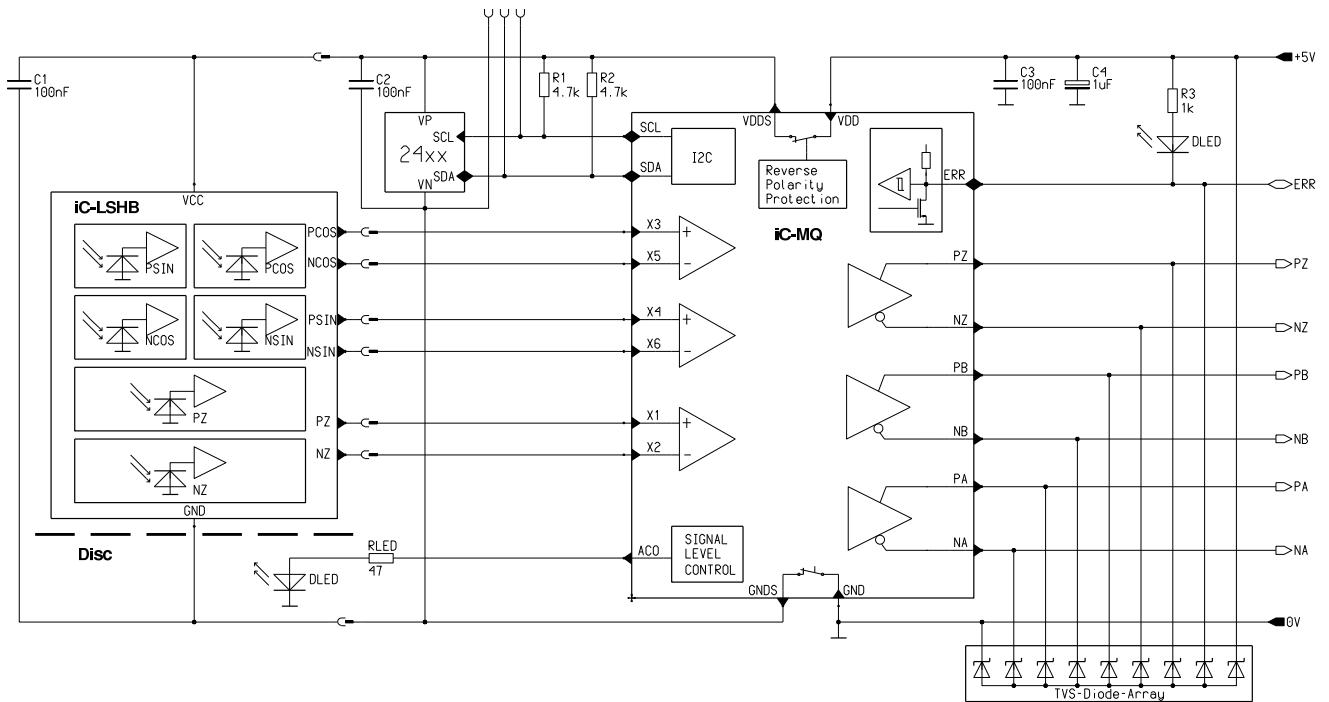 C1
100nF
C2
100nF
R1
4.7k
R2
4.7k
C3
100nF
C4
1uF
+5V
R3
1k
DLED
VP
SCL
24xx
SDA
VN
SCL
SDA
I2C
VDDS
VDD
Reverse
Polarity
Protection
ERR
ERR
iC-MQ
VCC
iC-LSHB
PSIN
PCOS
NCOS
NSIN
PZ
NZ
GND
PCOS
NCOS
PSIN
NSIN
PZ
NZ
X3
X5
X4
X6
X1
X2
PZ
NZ
PB
NB
PA
NA
PZ
NZ
PB
NB
PA
NA
Disc
RLED
47
DLED
ACO
SIGNAL
LEVEL
CONTROL
GNDS
GND
0V
TVS-Diode-Array